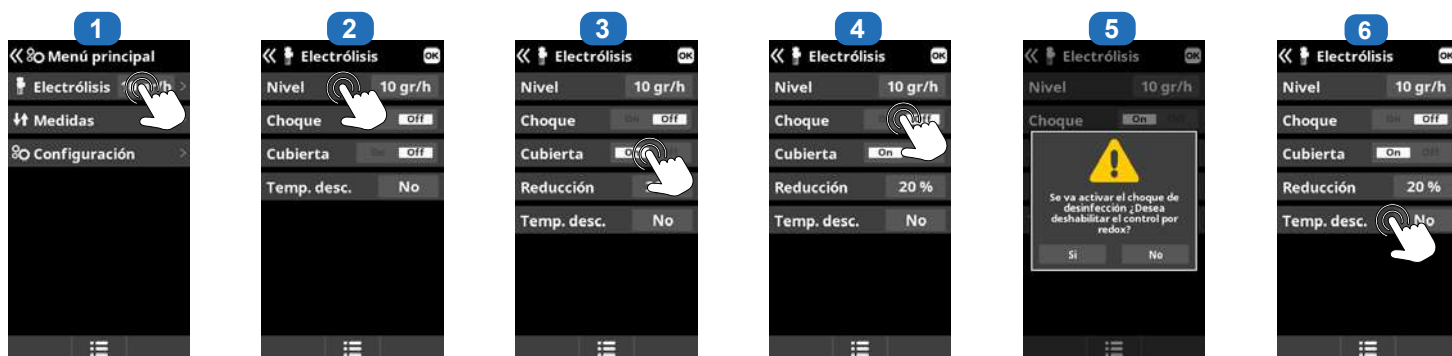 1
Menú principal
Electrólisis
Medidas
Configuración
2
Electrólisis OK
Nivel 10 gr/h
Choque Off
Cubierta On Off
Temp. desc. No
3
Electrólisis OK
Nivel 10 gr/h
Choque On Off
Cubierta
Reducción
Temp. desc. No
4
Electrólisis OK
Nivel 10 gr/h
Choque Off
Cubierta On
Reducción 20 %
Temp. desc. No
5
Electrólisis OK
Nivel 10 gr/h
Choque On Off
Se va activar el choque de
desinfección ¿Desea
deshabilitar el control por
redox?
Si No
6
Electrólisis OK
Nivel 10 gr/h
Choque On Off
Cubierta On Off
Reducción 20 %
Temp. desc. No